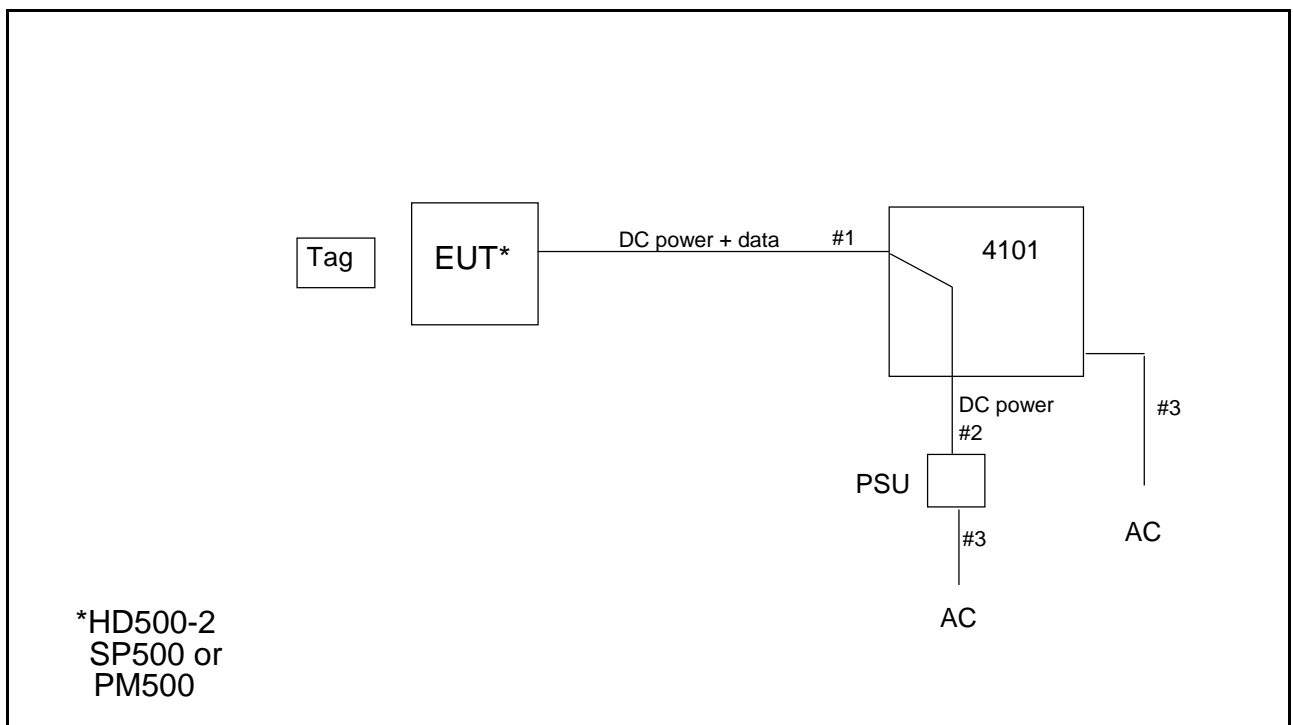 Tag
EUT*
DC power + data
#1
4101
DC power
#2
#3
PSU
#3
AC
AC
*HD500-2
SP500 or
PM500